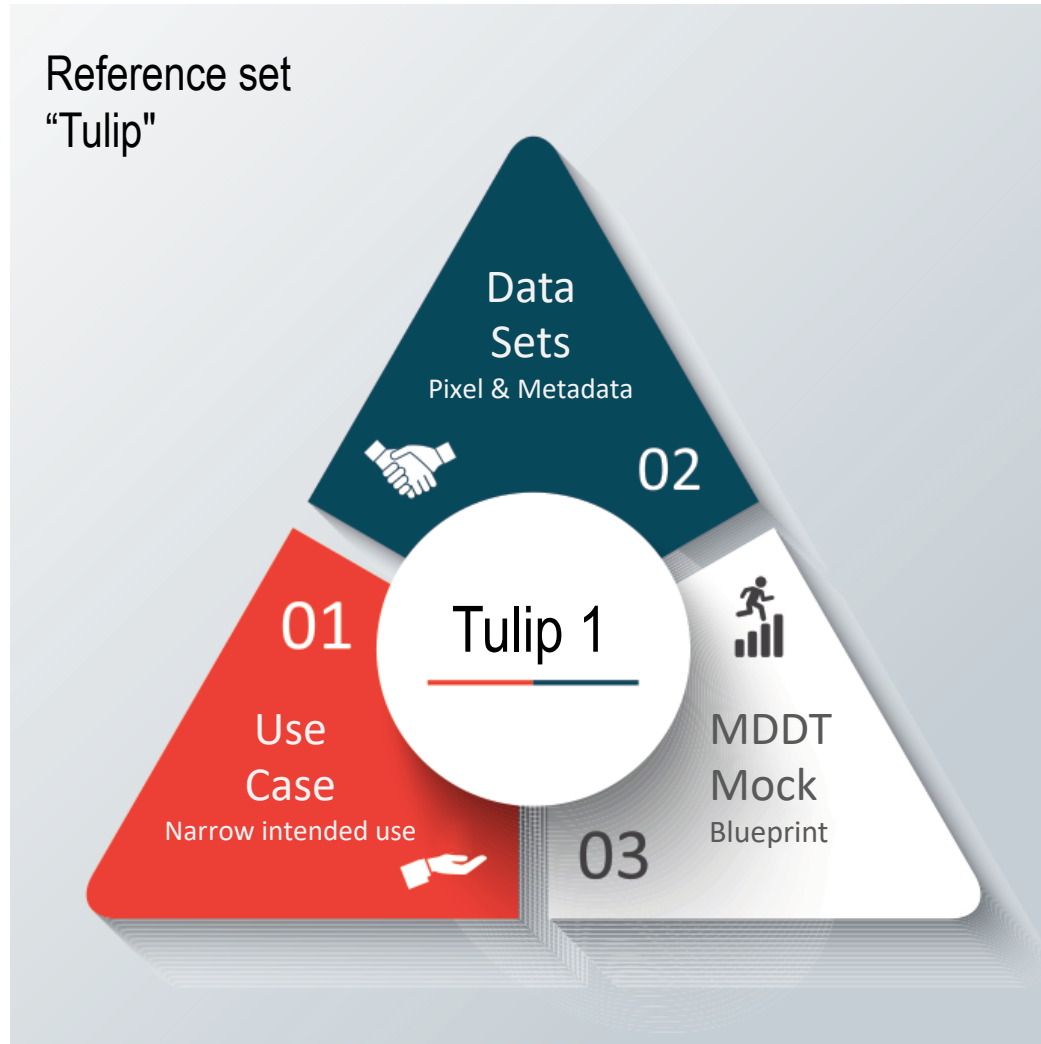 Reference set
“Tulip"
Data
Sets
Pixel & Metadata
02
01
Tulip 1
Use
Case
Narrow intended use
MDDT
Mock
Blueprint
03